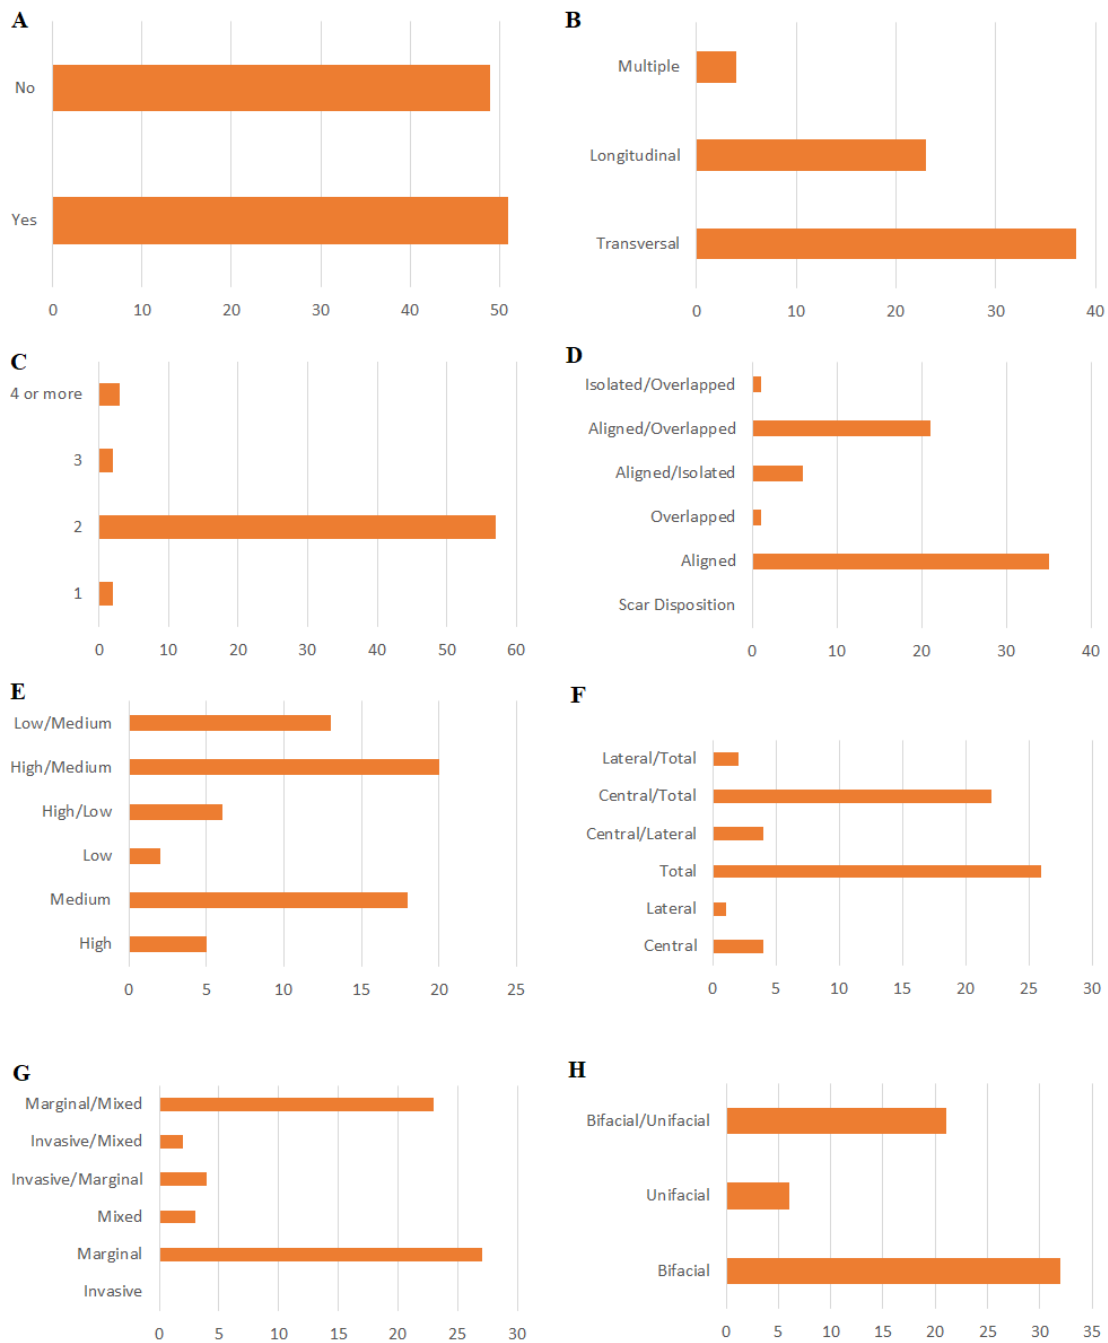 A
No
Yes
0 10 20 30 40 50
B
Multiple
Longitudinal
Transversal
0 10 20 30 40
C
4 or more
3
2
1
0 10 20 30 40 50 60
D
Isolated/Overlapped
Aligned/Overlapped
Aligned/Isolated
Overlapped
Aligned
Scar Disposition
0 10 20 30 40
E
Low/Medium
High/Medium
High/Low
Low
Medium
High
0 5 10 15 20 25
F
Lateral/Total
Central/Total
Central/Lateral
Total
Lateral
Central
0 5 10 15 20 25 30
G
Marginal/Mixed
Invasive/Mixed
Invasive/Marginal
Mixed
Marginal
Invasive
0 5 10 15 20 25 30
H
Bifacial/Unifacial
Unifacial
Bifacial
0 5 10 15 20 25 30 35